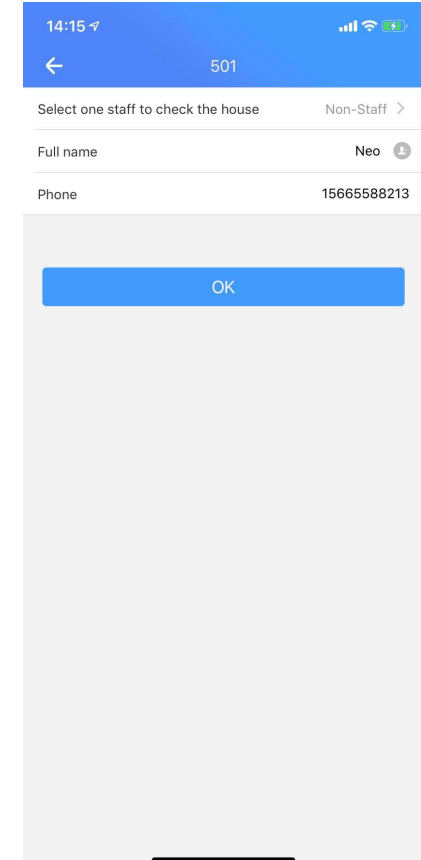 14:15
501
Select one staff to check the house Non-Staff
Full name Neo
Phone 15665588213
OK